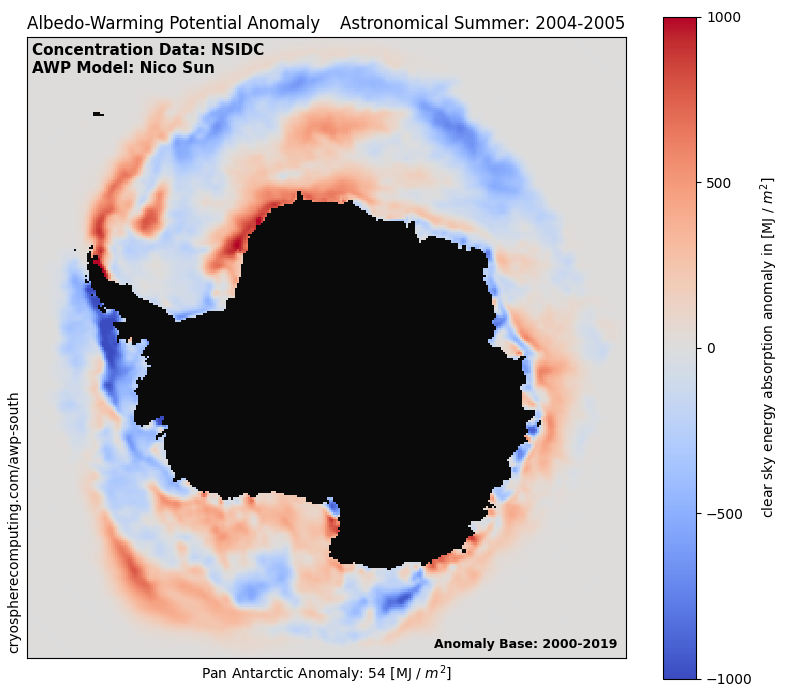 Albedo-Warming Potential Anomaly    Astronomical Summer: 2004-2005
Concentration Data: NSIDC
AWP Model: Nico Sun
cryospherecomputing.com/awp-south
Anomaly Base: 2000-2019
Pan Antarctic Anomaly: 54 [MJ / m²]
1000
500
0
−500
−1000
clear sky energy absorption anomaly in [MJ / m²]